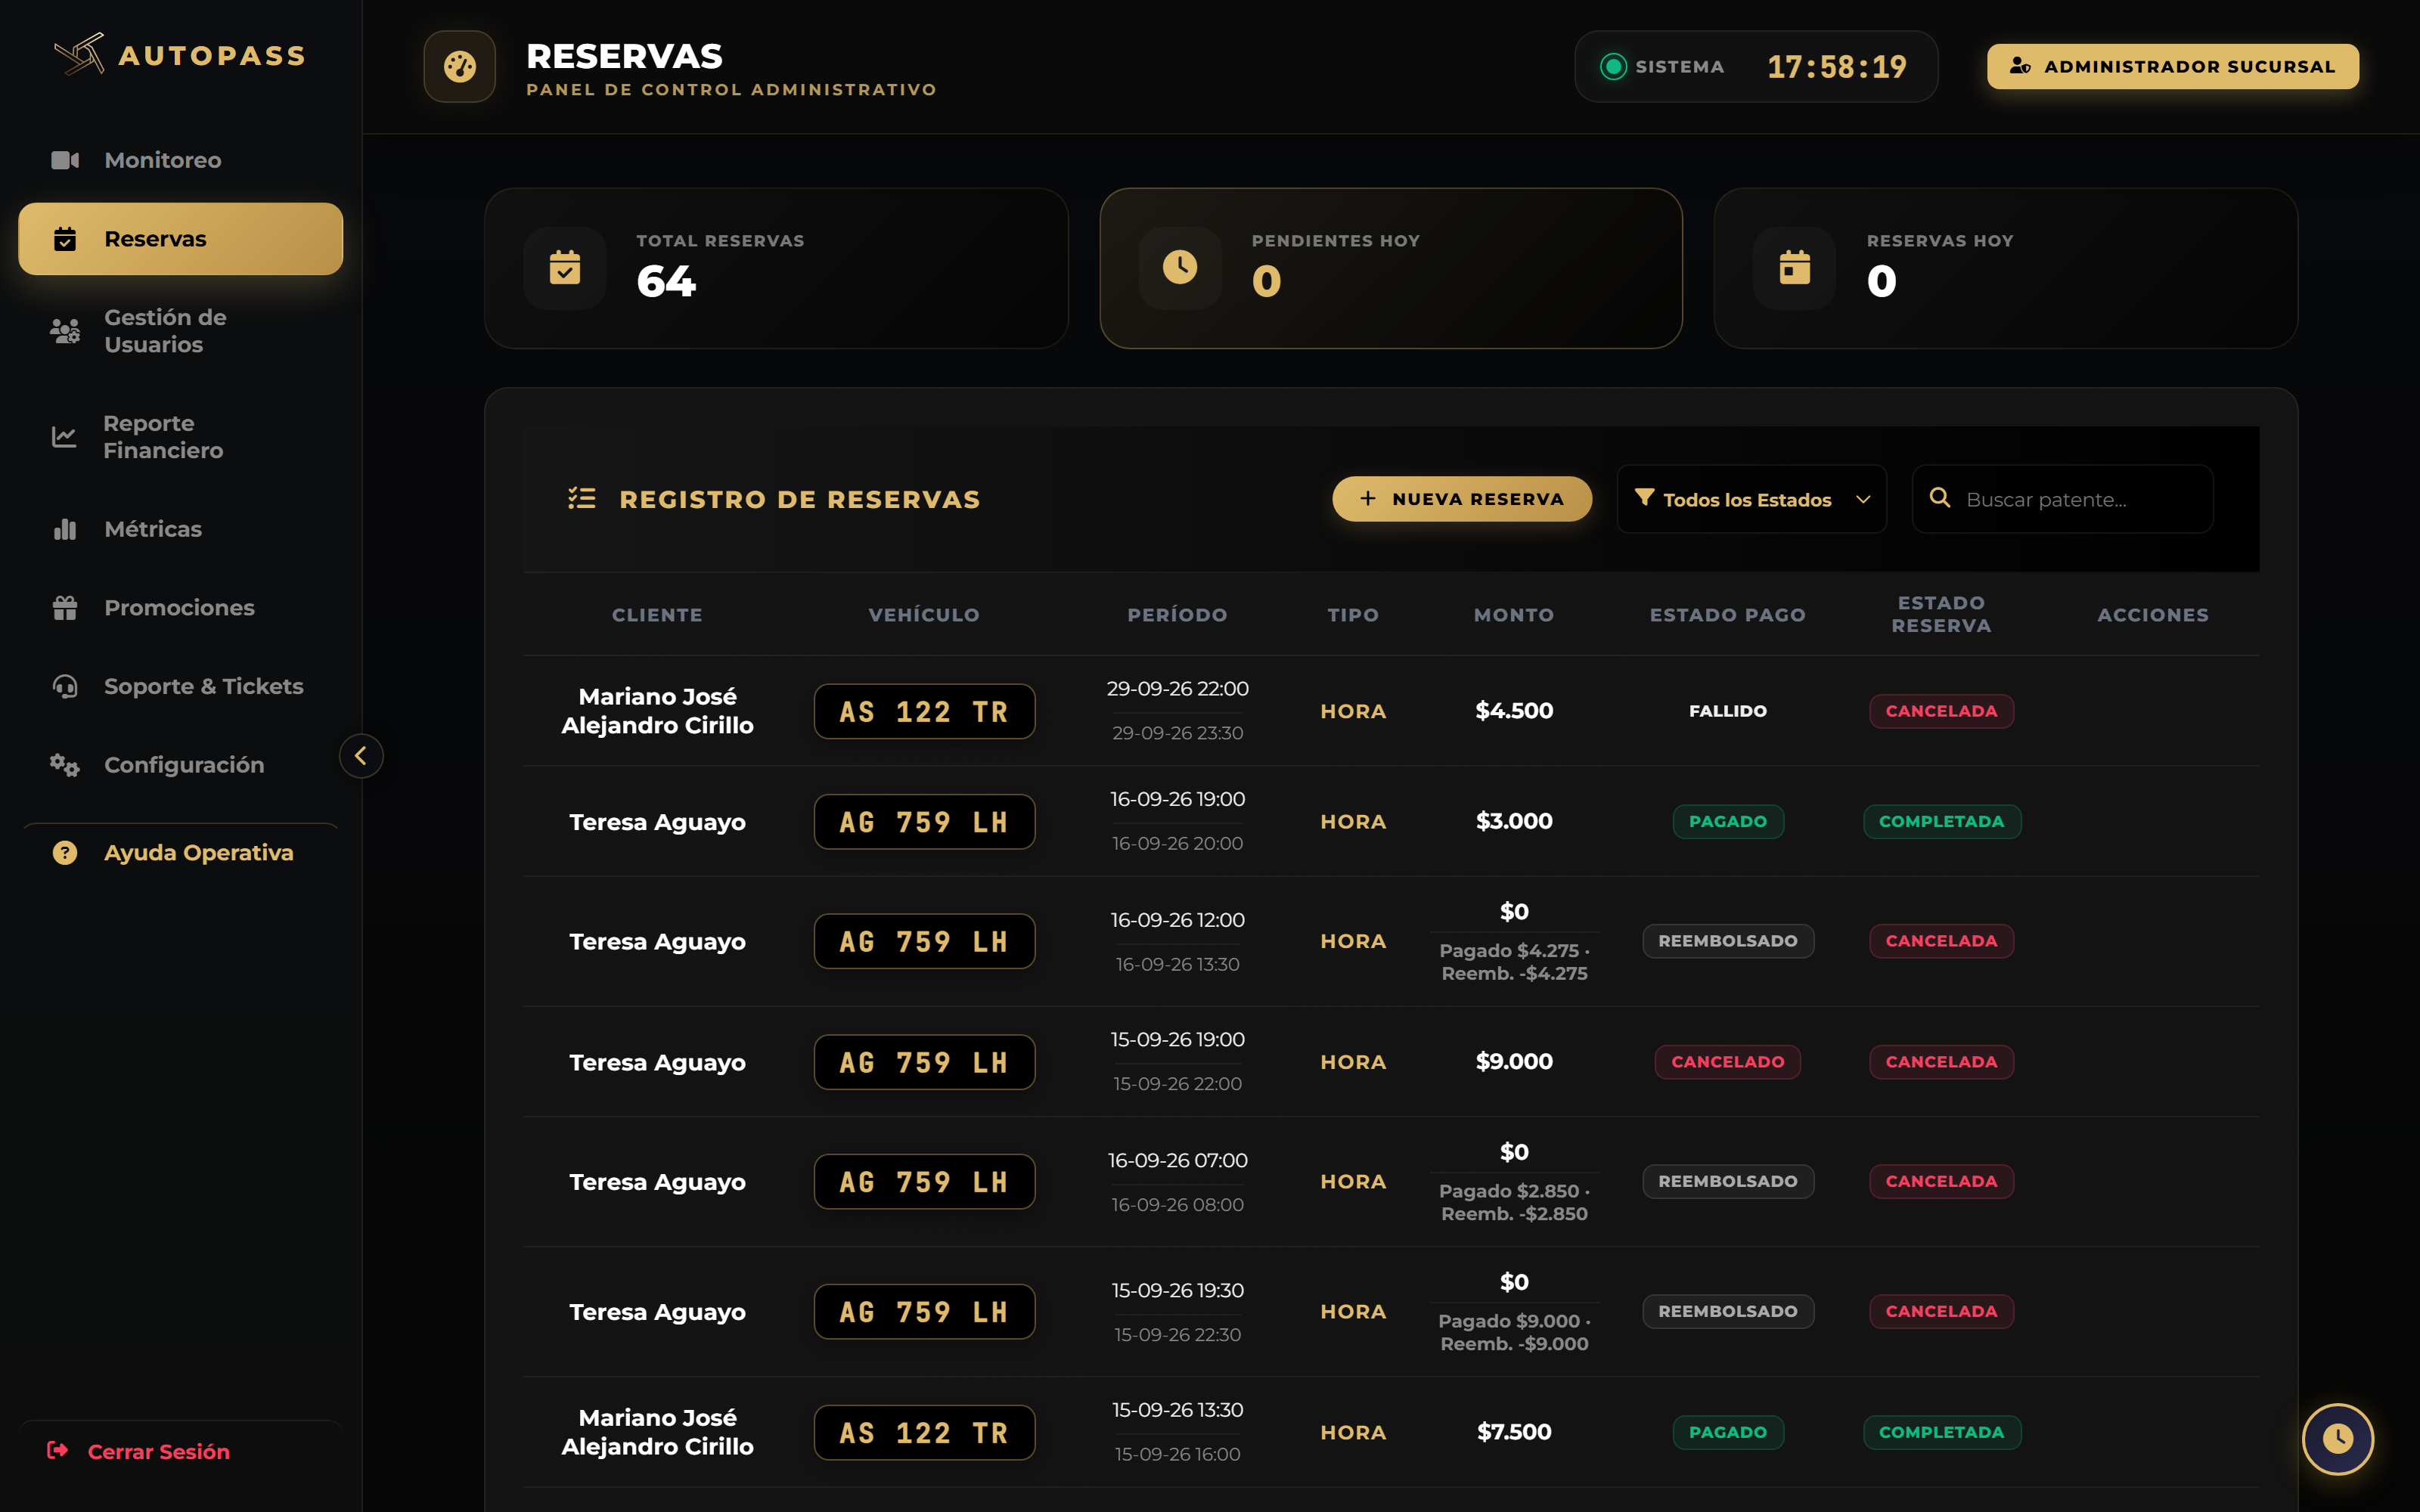 AUTOPASS
Monitoreo
Reservas
Gestión de
Usuarios
Reporte
Financiero
Métricas
Promociones
Soporte & Tickets
Configuración
Ayuda Operativa
Cerrar Sesión
RESERVAS
PANEL DE CONTROL ADMINISTRATIVO
SISTEMA 17:58:19
ADMINISTRADOR SUCURSAL
TOTAL RESERVAS
64
PENDIENTES HOY
0
RESERVAS HOY
0
REGISTRO DE RESERVAS
NUEVA RESERVA
Todos los Estados
Buscar patente...
CLIENTE VEHÍCULO PERÍODO TIPO MONTO ESTADO PAGO ESTADO RESERVA ACCIONES
Mariano José
Alejandro Cirillo
AS 122 TR
29-09-26 22:00
29-09-26 23:30
HORA
$4.500
FALLIDO
CANCELADA
Teresa Aguayo
AG 759 LH
16-09-26 19:00
16-09-26 20:00
HORA
$3.000
PAGADO
COMPLETADA
Teresa Aguayo
AG 759 LH
16-09-26 12:00
16-09-26 13:30
HORA
$0
Pagado $4.275 ·
Reemb. -$4.275
REEMBOLSADO
CANCELADA
Teresa Aguayo
AG 759 LH
15-09-26 19:00
15-09-26 22:00
HORA
$9.000
CANCELADO
CANCELADA
Teresa Aguayo
AG 759 LH
16-09-26 07:00
16-09-26 08:00
HORA
$0
Pagado $2.850 ·
Reemb. -$2.850
REEMBOLSADO
CANCELADA
Teresa Aguayo
AG 759 LH
15-09-26 19:30
15-09-26 22:30
HORA
$0
Pagado $9.000 ·
Reemb. -$9.000
REEMBOLSADO
CANCELADA
Mariano José
Alejandro Cirillo
AS 122 TR
15-09-26 13:30
15-09-26 16:00
HORA
$7.500
PAGADO
COMPLETADA